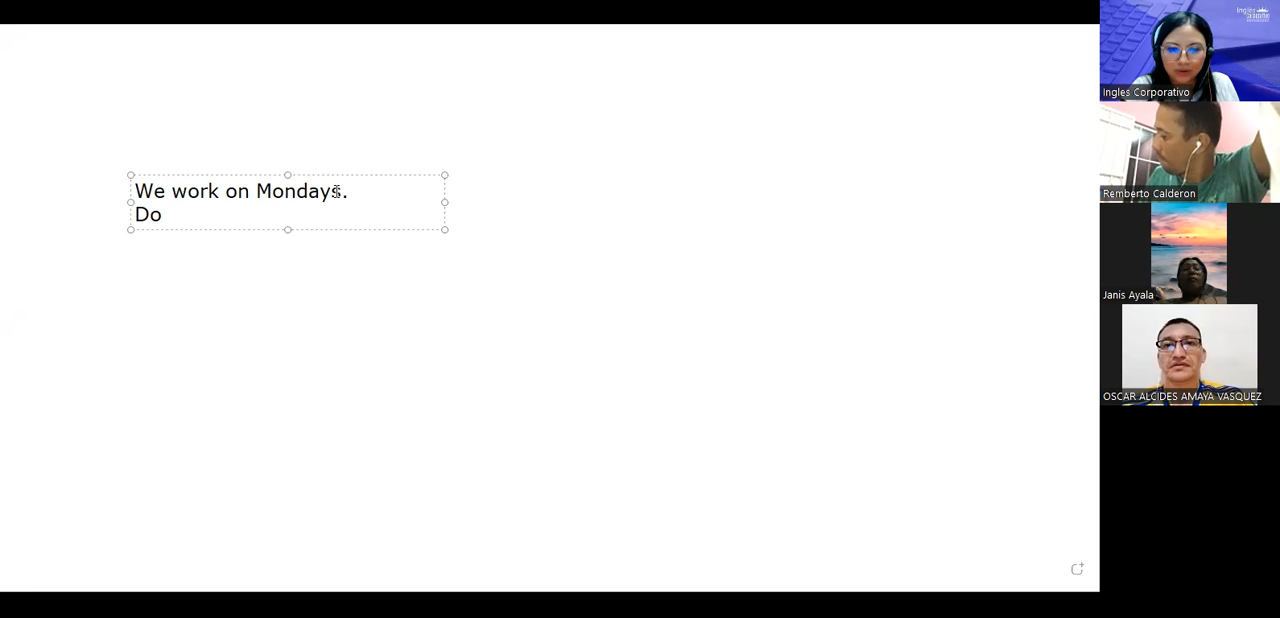 We work on Mondays.
Do
Ingles Corporativo
Remberto Calderon
Janis Ayala
OSCAR ALCIDES AMAYA VASQUEZ